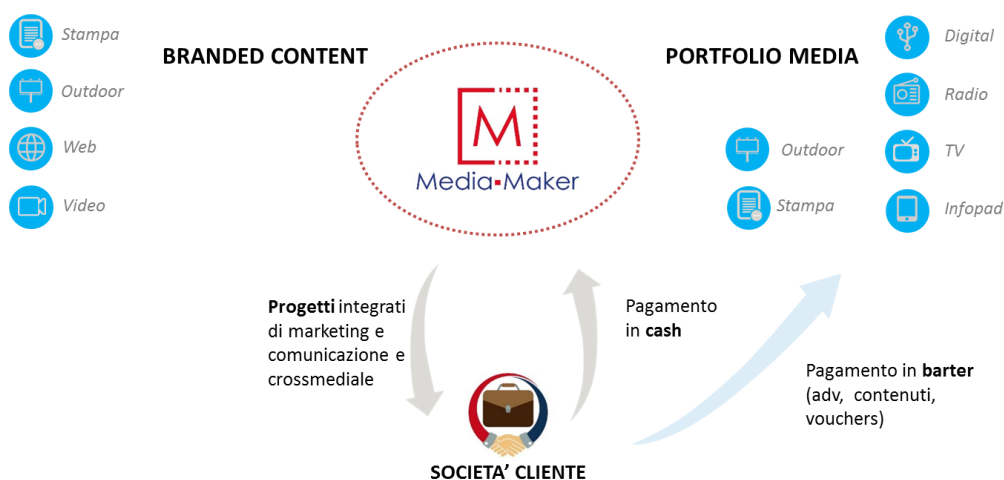 BRANDED CONTENT
Stampa
Outdoor
Web
Video
M
Media Maker
PORTFOLIO MEDIA
Outdoor
Stampa
Digital
Radio
TV
Infopad
Progetti integrati
di marketing e
comunicazione e
crossmediale
Pagamento
in cash
Pagamento in barter
(adv, contenuti,
vouchers)
SOCIETA’ CLIENTE